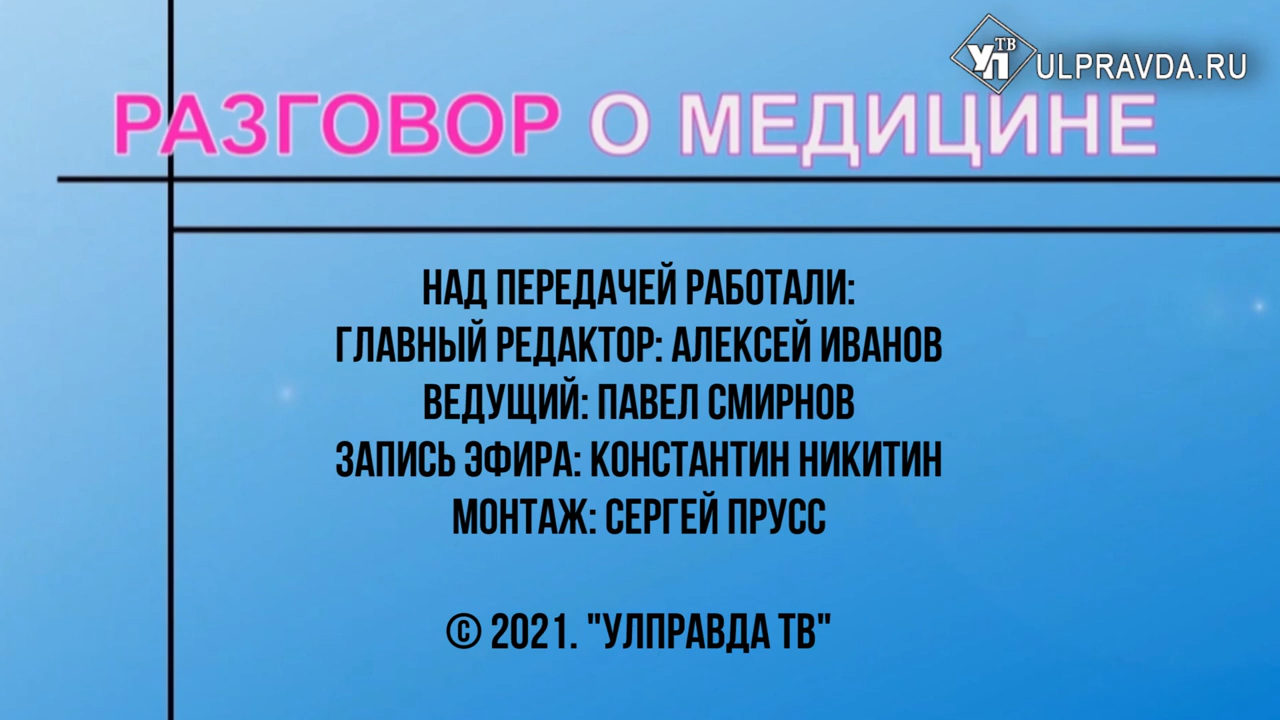 УП ТВ ULPRAVDA.RU
РАЗГОВОР О МЕДИЦИНЕ
НАД ПЕРЕДАЧЕЙ РАБОТАЛИ:
ГЛАВНЫЙ РЕДАКТОР: АЛЕКСЕЙ ИВАНОВ
ВЕДУЩИЙ: ПАВЕЛ СМИРНОВ
ЗАПИСЬ ЭФИРА: КОНСТАНТИН НИКИТИН
МОНТАЖ: СЕРГЕЙ ПРУСС
© 2021. "УЛПРАВДА ТВ"